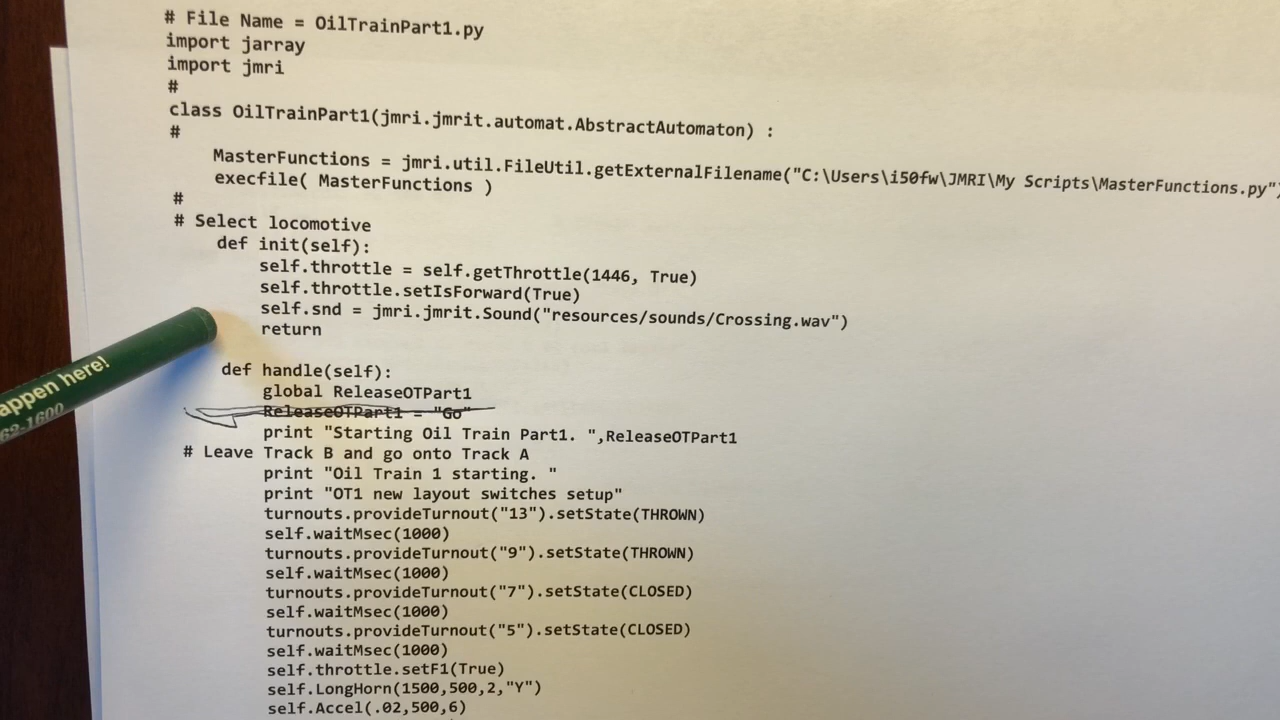 # File Name = OilTrainPart1.py
import jarray
import jmri
#
class OilTrainPart1(jmri.jmrit.automat.AbstractAutomaton) :
#
MasterFunctions = jmri.util.FileUtil.getExternalFilename("C:\Users\i50fw\JMRI\My Scripts\MasterFunctions.py")
execfile( MasterFunctions )
#
# Select locomotive
def init(self):
self.throttle = self.getThrottle(1446, True)
self.throttle.setIsForward(True)
self.snd = jmri.jmrit.Sound("resources/sounds/Crossing.wav")
return
def handle(self):
global ReleaseOTPart1
ReleaseOTPart1 = "Go"
print "Starting Oil Train Part1. ",ReleaseOTPart1
# Leave Track B and go onto Track A
print "Oil Train 1 starting. "
print "OT1 new layout switches setup"
turnouts.provideTurnout("13").setState(THROWN)
self.waitMsec(1000)
turnouts.provideTurnout("9").setState(THROWN)
self.waitMsec(1000)
turnouts.provideTurnout("7").setState(CLOSED)
self.waitMsec(1000)
turnouts.provideTurnout("5").setState(CLOSED)
self.waitMsec(1000)
self.throttle.setF1(True)
self.LongHorn(1500,500,2,"Y")
self.Accel(.02,500,6)
appen here!
62-1600